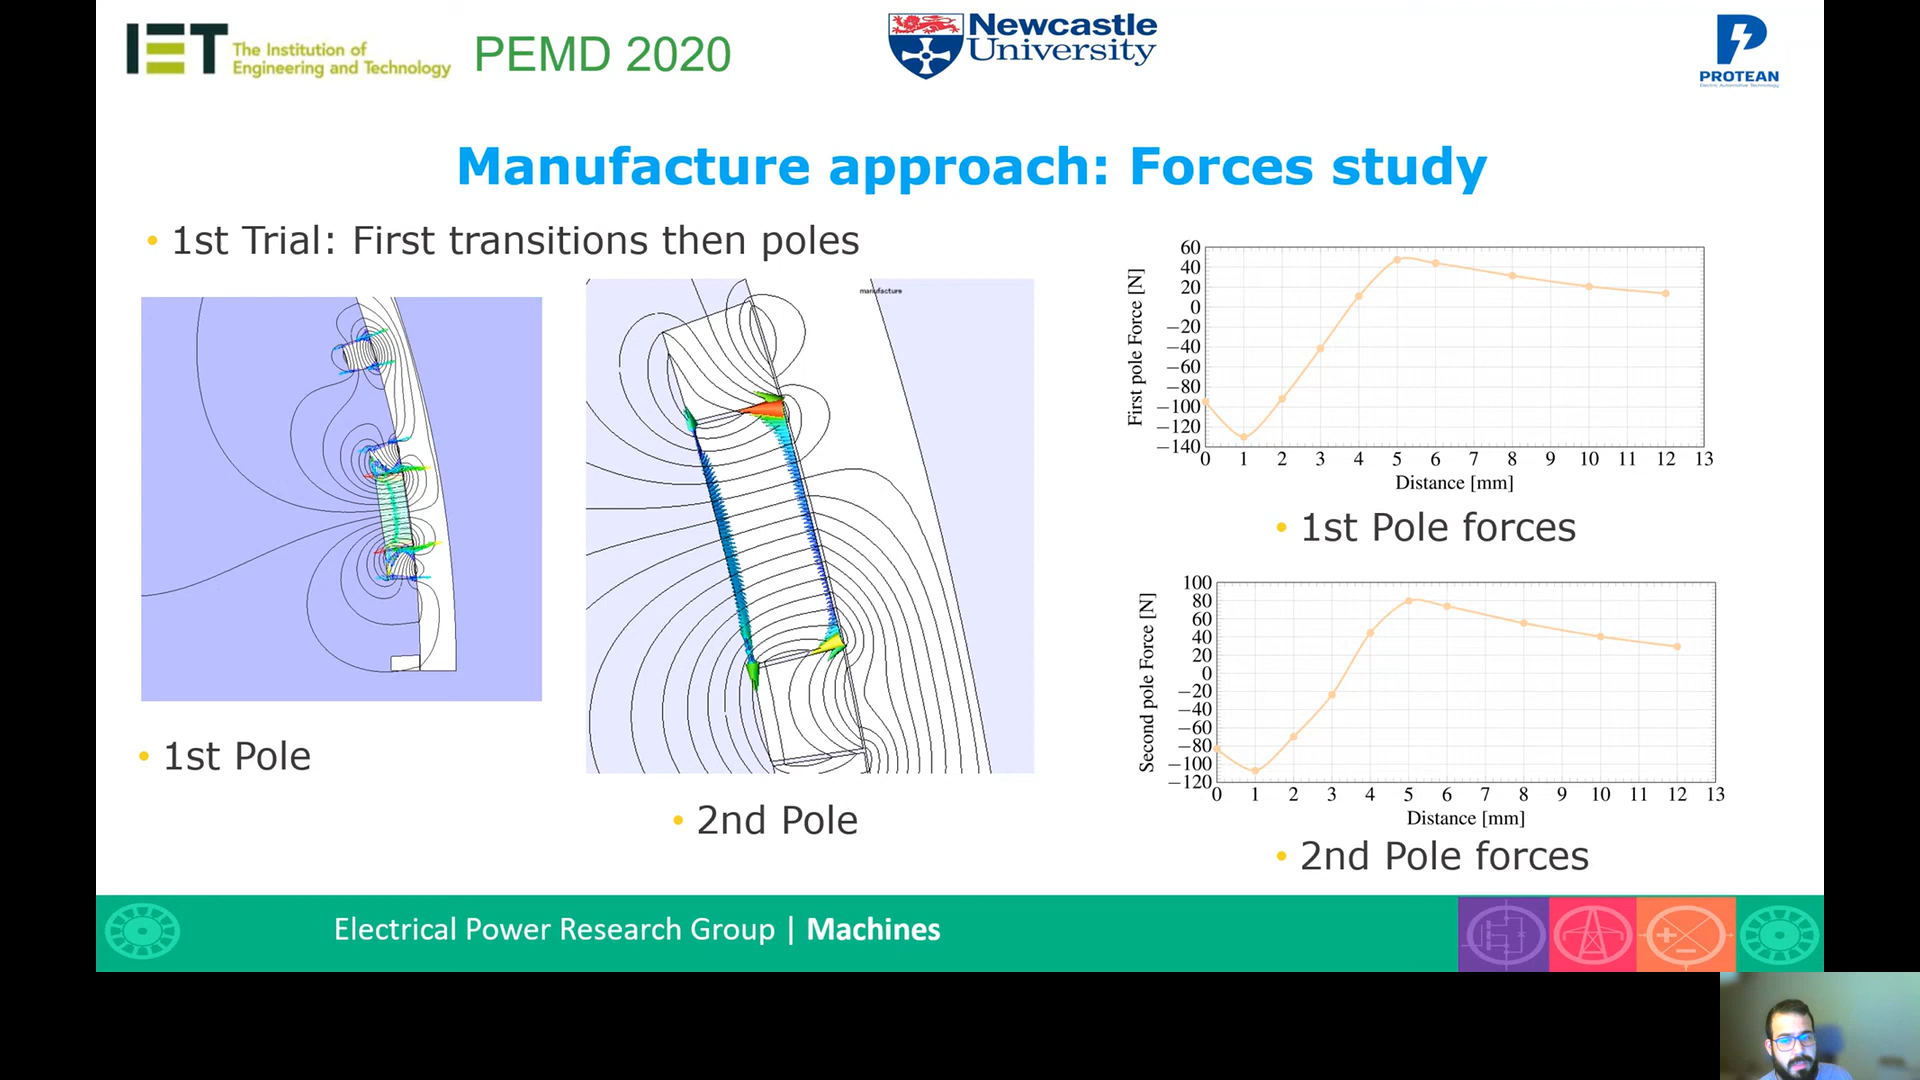 IET The Institution of
Engineering and Technology
PEMD 2020
Newcastle
University
PROTEAN
Manufacture approach: Forces study
• 1st Trial: First transitions then poles
manufacture
• 1st Pole
• 2nd Pole
First pole Force [N]
60
40
20
0
−20
−40
−60
−80
−100
−120
−140
0 1 2 3 4 5 6 7 8 9 10 11 12 13
Distance [mm]
• 1st Pole forces
Second pole Force [N]
100
80
60
40
20
0
−20
−40
−60
−80
−100
−120
0 1 2 3 4 5 6 7 8 9 10 11 12 13
Distance [mm]
• 2nd Pole forces
Electrical Power Research Group | Machines